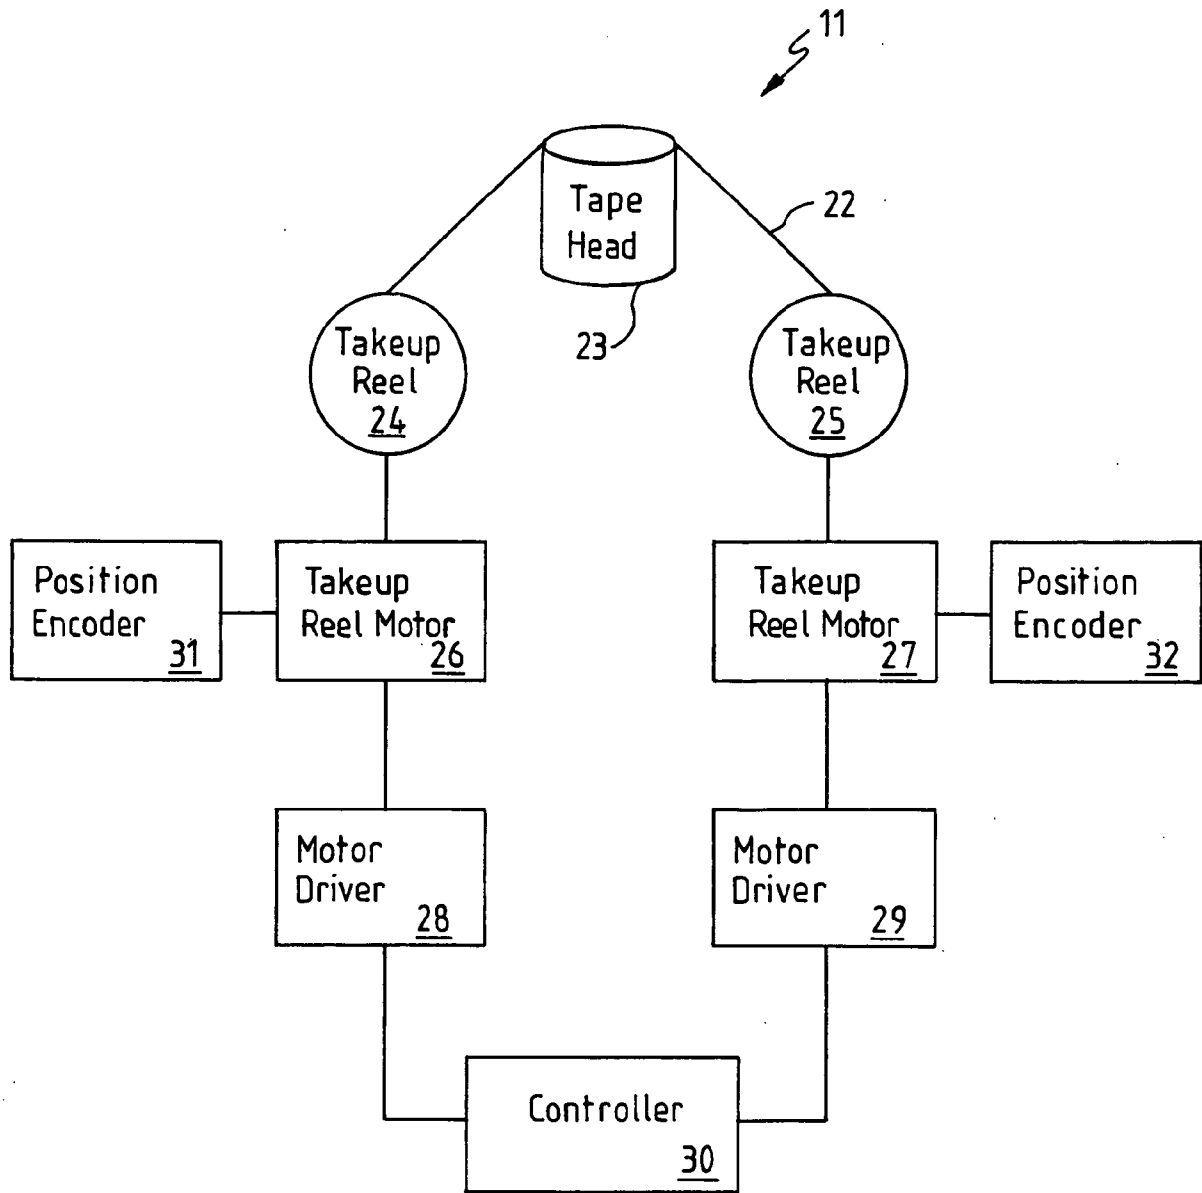 11
Tape
Head
22
23
Takeup
Reel
24
Takeup
Reel
25
Position
Encoder
31
Takeup
Reel Motor
26
Takeup
Reel Motor
27
Position
Encoder
32
Motor
Driver
28
Motor
Driver
29
Controller
30